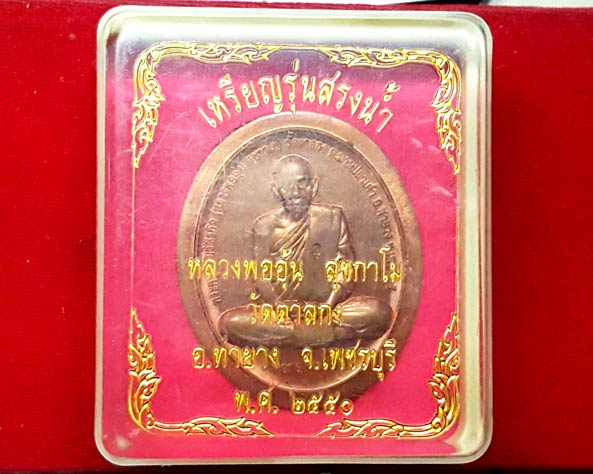 เหรียญรุ่นสรงน้ำ
หลวงพ่ออุ้น สุขกาโม
วัดตาลกง
อ.ท่ายาง จ.เพชรบุรี
พ.ศ. ๒๕๕๐